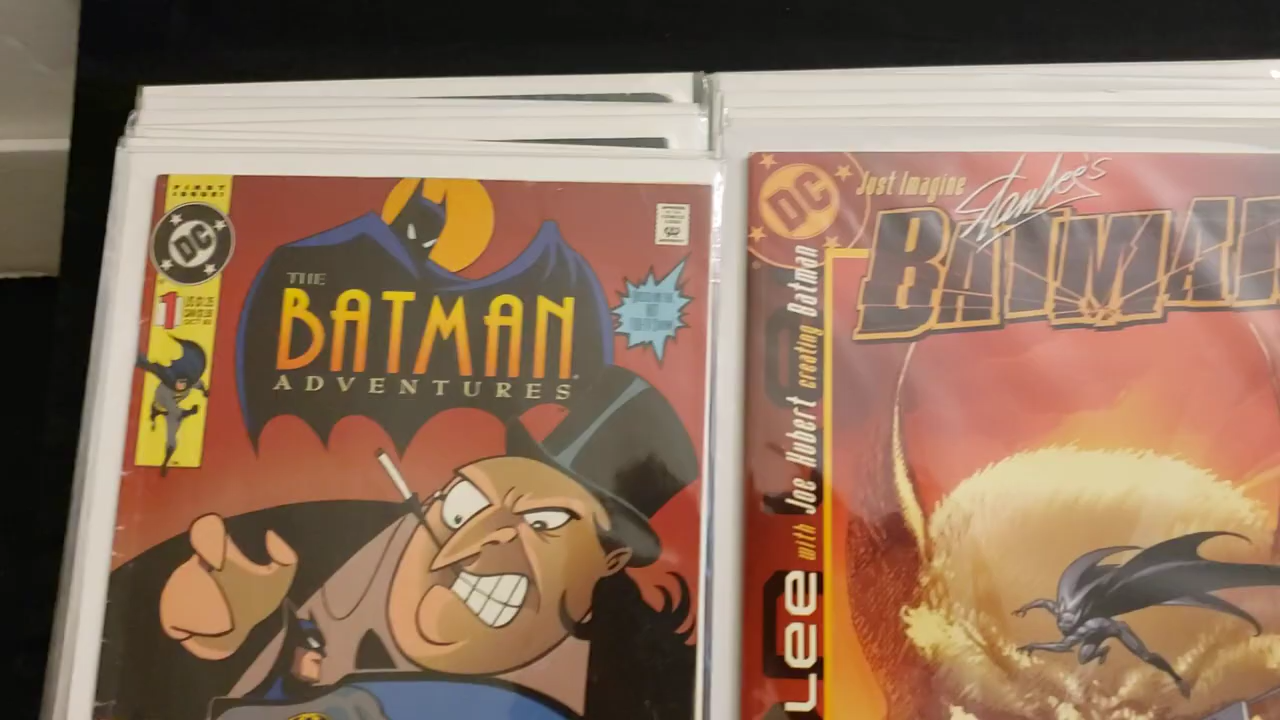 FIRST
ISSUE!
DC
1
THE
BATMAN
ADVENTURES
DC
Just Imagine
Stan Lee's
BATMAN
LEE with Joe Kubert creating Batman